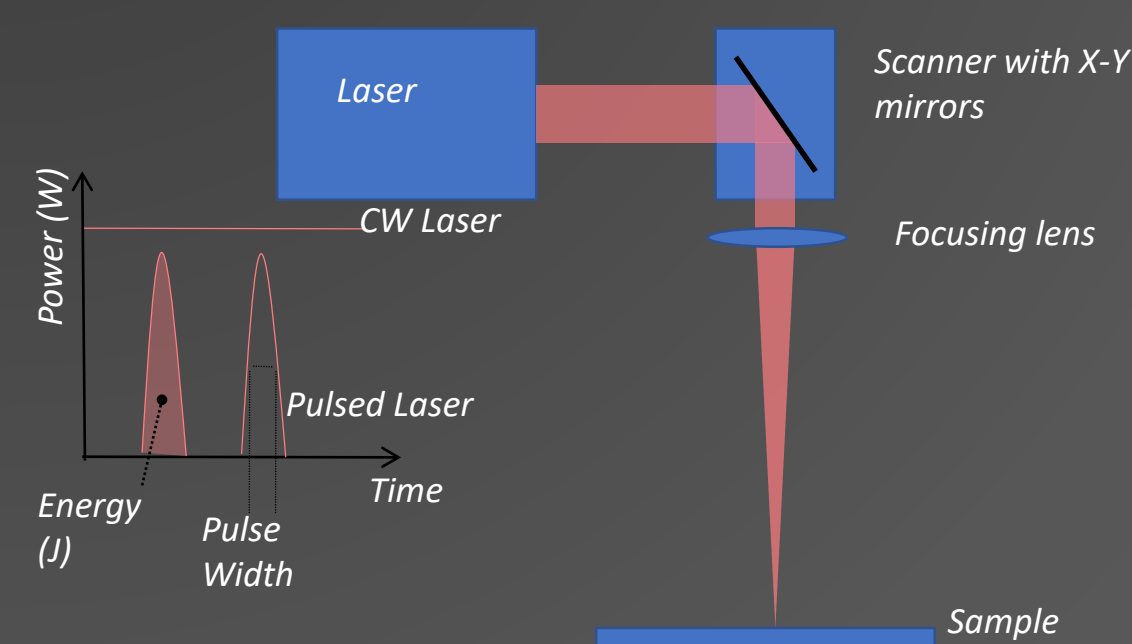 Laser
Scanner with X-Y
mirrors
Power (W)
CW Laser
Focusing lens
Pulsed Laser
Time
Energy
(J)
Pulse
Width
Sample